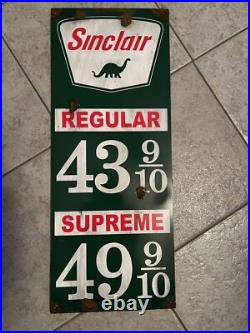 Sinclair
REGULAR
43 9/10
SUPREME
49 9/10